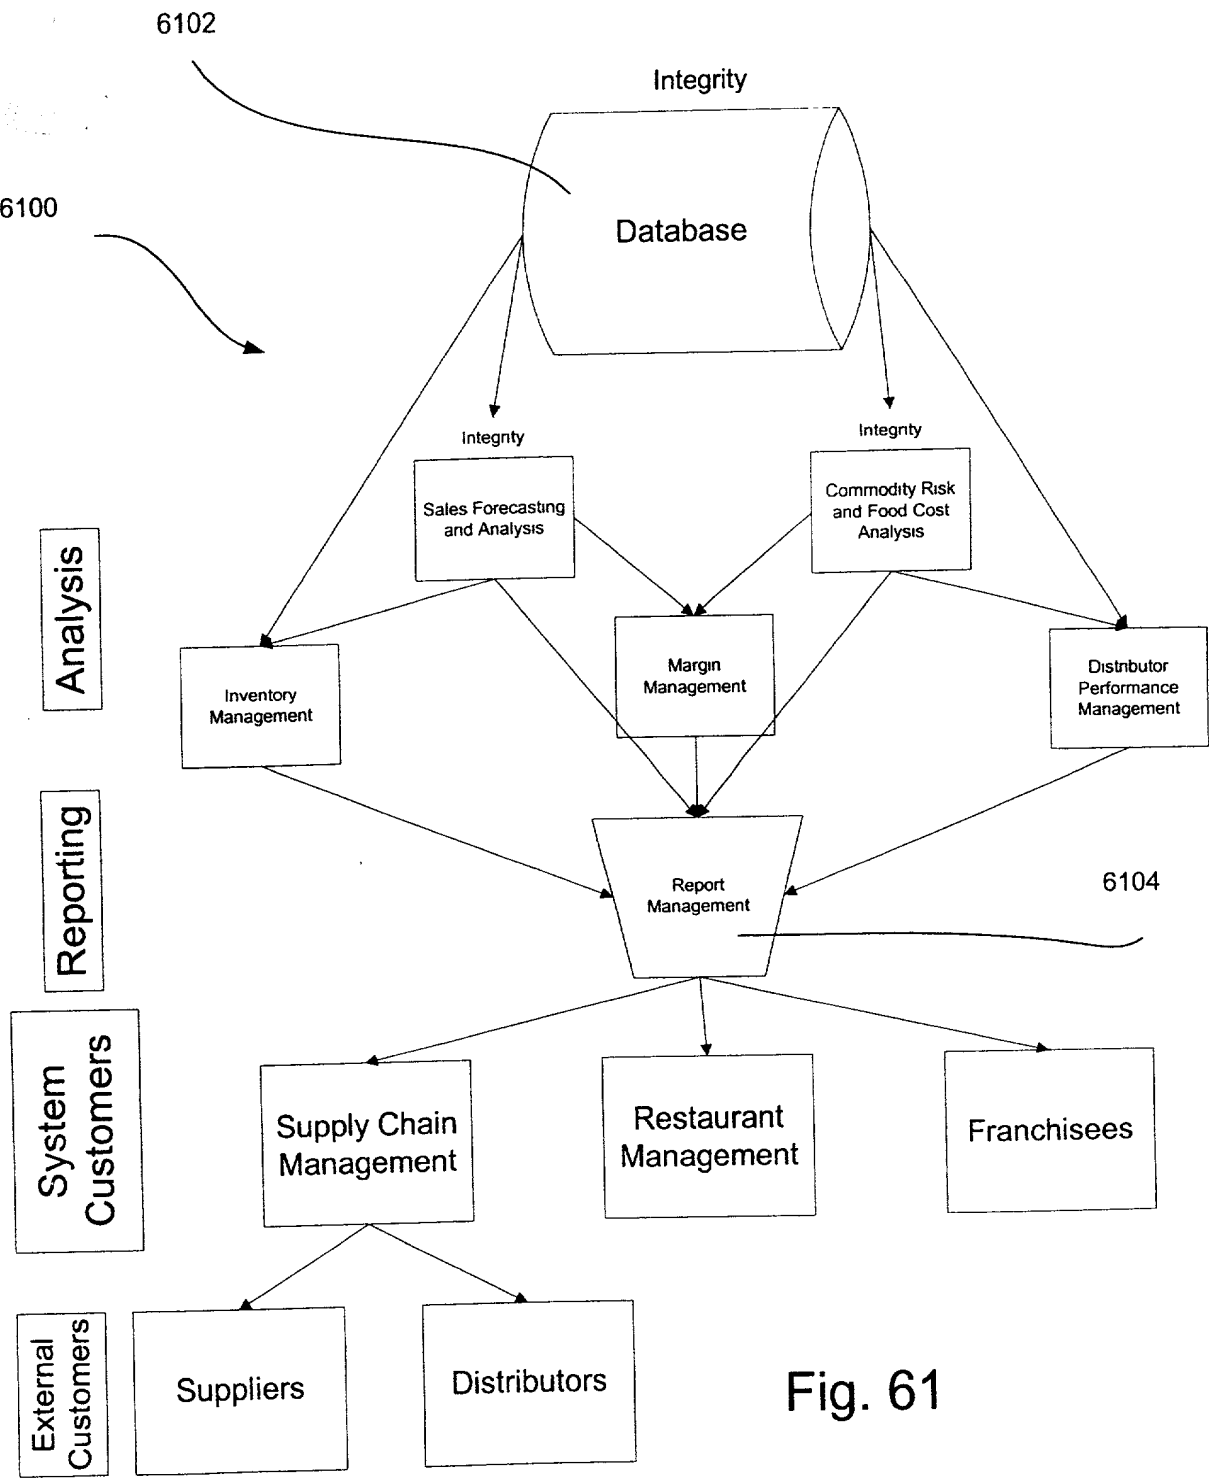 6102
Integrity
Database
6100
Integrity
Sales Forecasting
and Analysis
Integrity
Commodity Risk
and Food Cost
Analysis
Analysis
Inventory
Management
Margin
Management
Distributor
Performance
Management
Reporting
Report
Management
6104
System
Customers
Supply Chain
Management
Restaurant
Management
Franchisees
External
Customers
Suppliers
Distributors
Fig. 61